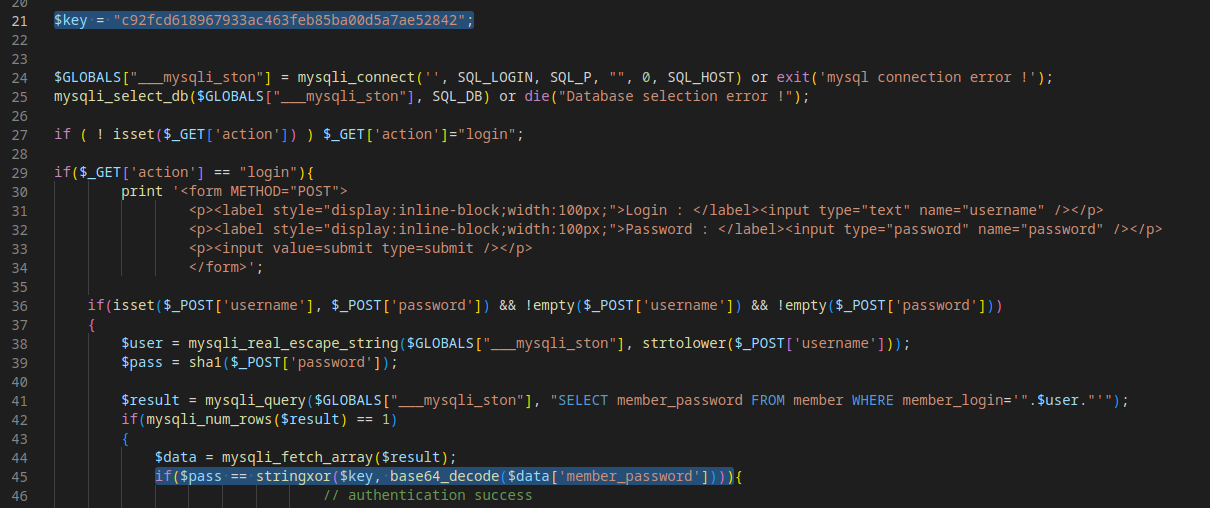 20
21 $key = "c92fcd618967933ac463feb85ba00d5a7ae52842";
22
23
24 $GLOBALS["___mysqli_ston"] = mysqli_connect('', SQL_LOGIN, SQL_P, "", 0, SQL_HOST) or exit('mysql connection error !');
25 mysqli_select_db($GLOBALS["___mysqli_ston"], SQL_DB) or die("Database selection error !");
26
27 if ( ! isset($_GET['action']) ) $_GET['action']="login";
28
29 if($_GET['action'] == "login"){
30 print '<form METHOD="POST">
31 <p><label style="display:inline-block;width:100px;">Login : </label><input type="text" name="username" /></p>
32 <p><label style="display:inline-block;width:100px;">Password : </label><input type="password" name="password" /></p>
33 <p><input value=submit type=submit /></p>
34 </form>';
35
36 if(isset($_POST['username'], $_POST['password']) && !empty($_POST['username']) && !empty($_POST['password']))
37 {
38 $user = mysqli_real_escape_string($GLOBALS["___mysqli_ston"], strtolower($_POST['username']));
39 $pass = sha1($_POST['password']);
40
41 $result = mysqli_query($GLOBALS["___mysqli_ston"], "SELECT member_password FROM member WHERE member_login='".$user."'");
42 if(mysqli_num_rows($result) == 1)
43 {
44 $data = mysqli_fetch_array($result);
45 if($pass == stringxor($key, base64_decode($data['member_password']))){
46 // authentication success